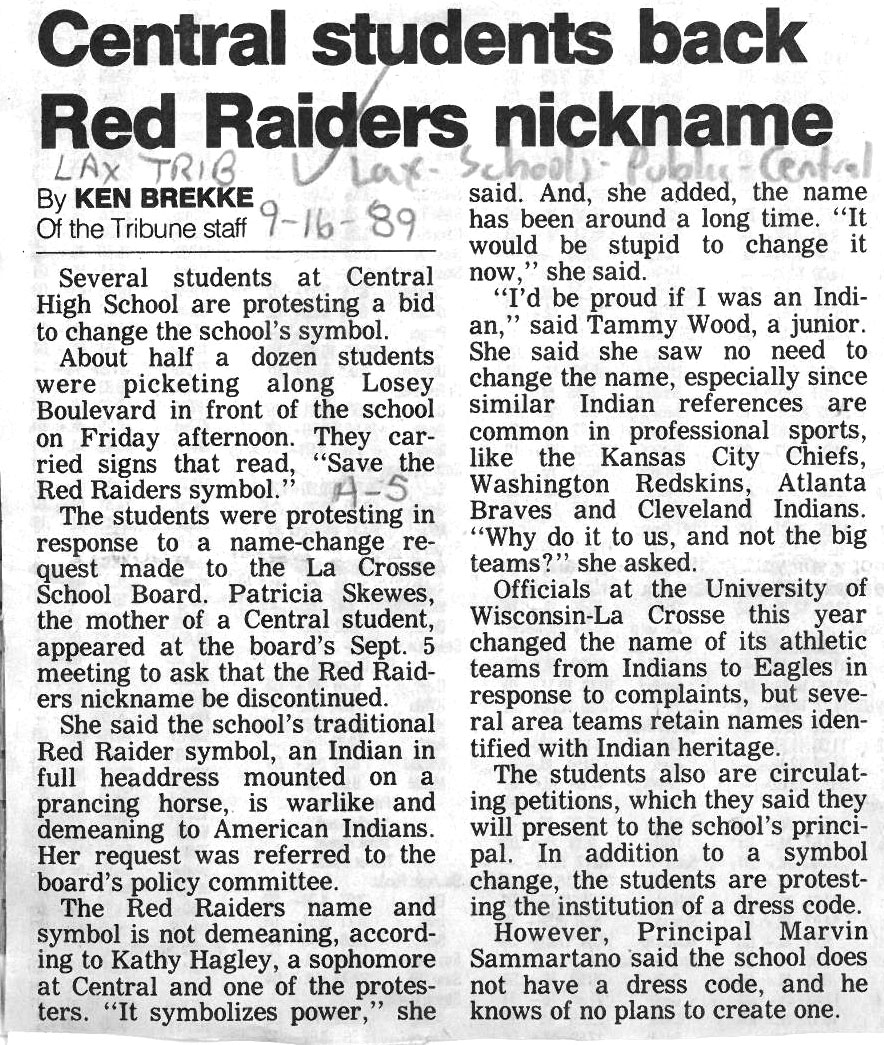 Central students back
Red Raiders nickname
LAX TRIB
Lax-Schools-Public-Central
By KEN BREKKE
Of the Tribune staff
9-16-89
Several students at Central
High School are protesting a bid
to change the school's symbol.
About half a dozen students
were picketing along Losey
Boulevard in front of the school
on Friday afternoon. They car-
ried signs that read, “Save the
Red Raiders symbol.”
A-5
The students were protesting in
response to a name-change re-
quest made to the La Crosse
School Board. Patricia Skewes,
the mother of a Central student,
appeared at the board's Sept. 5
meeting to ask that the Red Raid-
ers nickname be discontinued.
She said the school's traditional
Red Raider symbol, an Indian in
full headdress mounted on a
prancing horse, is warlike and
demeaning to American Indians.
Her request was referred to the
board's policy committee.
The Red Raiders name and
symbol is not demeaning, accord-
ing to Kathy Hagley, a sophomore
at Central and one of the protes-
ters. “It symbolizes power,” she
said. And, she added, the name
has been around a long time. “It
would be stupid to change it
now,” she said.
“I'd be proud if I was an Indi-
an,” said Tammy Wood, a junior.
She said she saw no need to
change the name, especially since
similar Indian references are
common in professional sports,
like the Kansas City Chiefs,
Washington Redskins, Atlanta
Braves and Cleveland Indians.
“Why do it to us, and not the big
teams?” she asked.
Officials at the University of
Wisconsin-La Crosse this year
changed the name of its athletic
teams from Indians to Eagles in
response to complaints, but seve-
ral area teams retain names iden-
tified with Indian heritage.
The students also are circulat-
ing petitions, which they said they
will present to the school's princi-
pal. In addition to a symbol
change, the students are protest-
ing the institution of a dress code.
However, Principal Marvin
Sammartano said the school does
not have a dress code, and he
knows of no plans to create one.